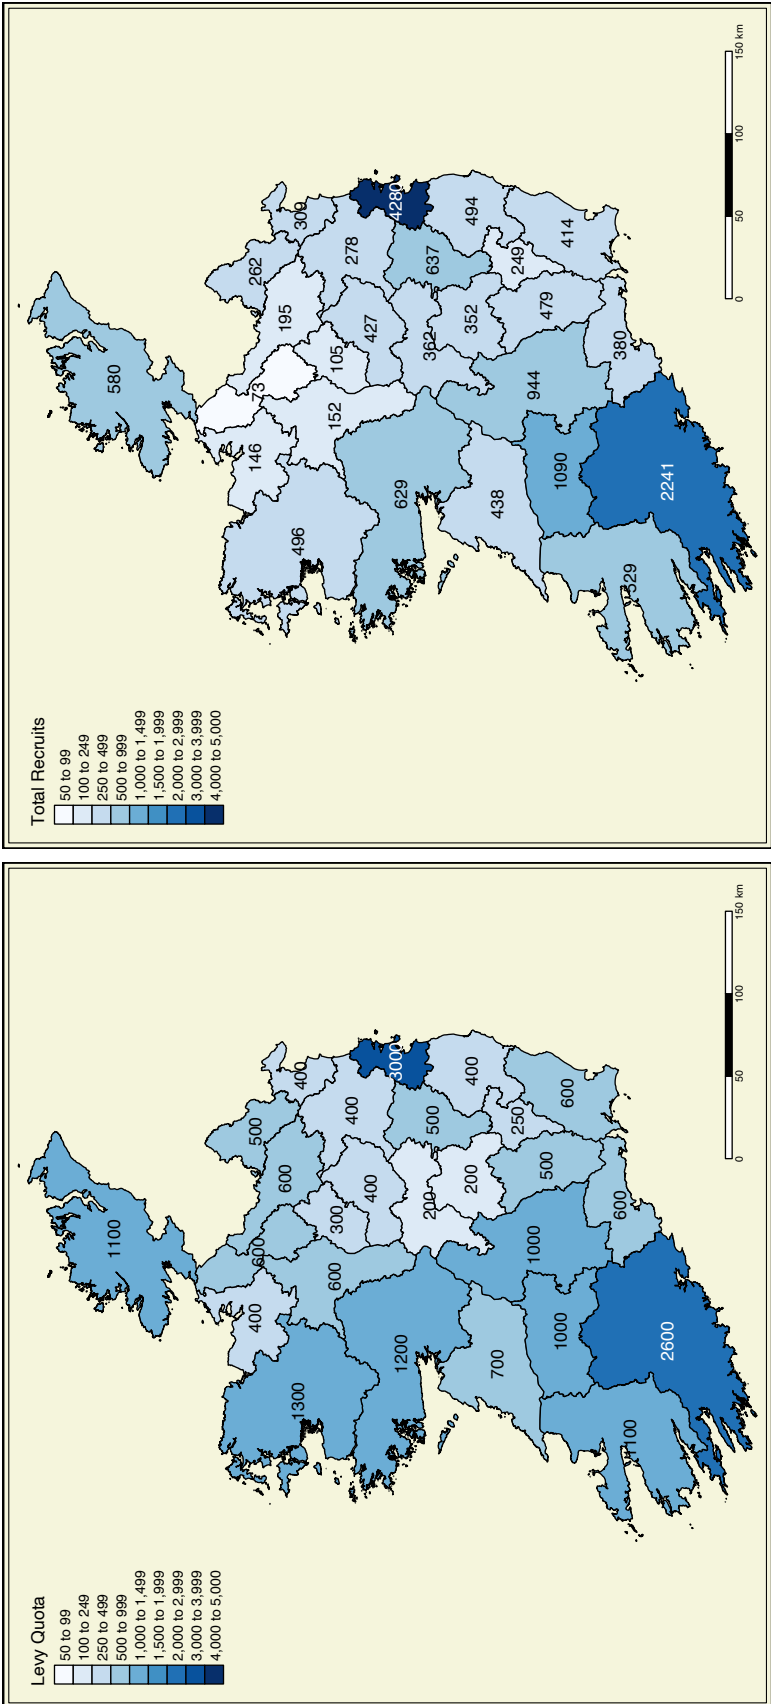 Levy Quota
50 to 99
100 to 249
250 to 499
500 to 999
1,000 to 1,499
1,500 to 1,999
2,000 to 2,999
3,000 to 3,999
4,000 to 5,000
1100
400
600
500
600
1300
400
600
300
400
400
3000
1200
200
500
200
400
700
250
1000
500
1000
600
600
1100
2600
0 50 100 150 km
Total Recruits
50 to 99
100 to 249
250 to 499
500 to 999
1,000 to 1,499
1,500 to 1,999
2,000 to 2,999
3,000 to 3,999
4,000 to 5,000
580
146
73
262
195
496
309
152
105
278
427
4280
629
362
637
352
494
438
249
944
479
1090
414
380
529
2241
0 50 100 150 km